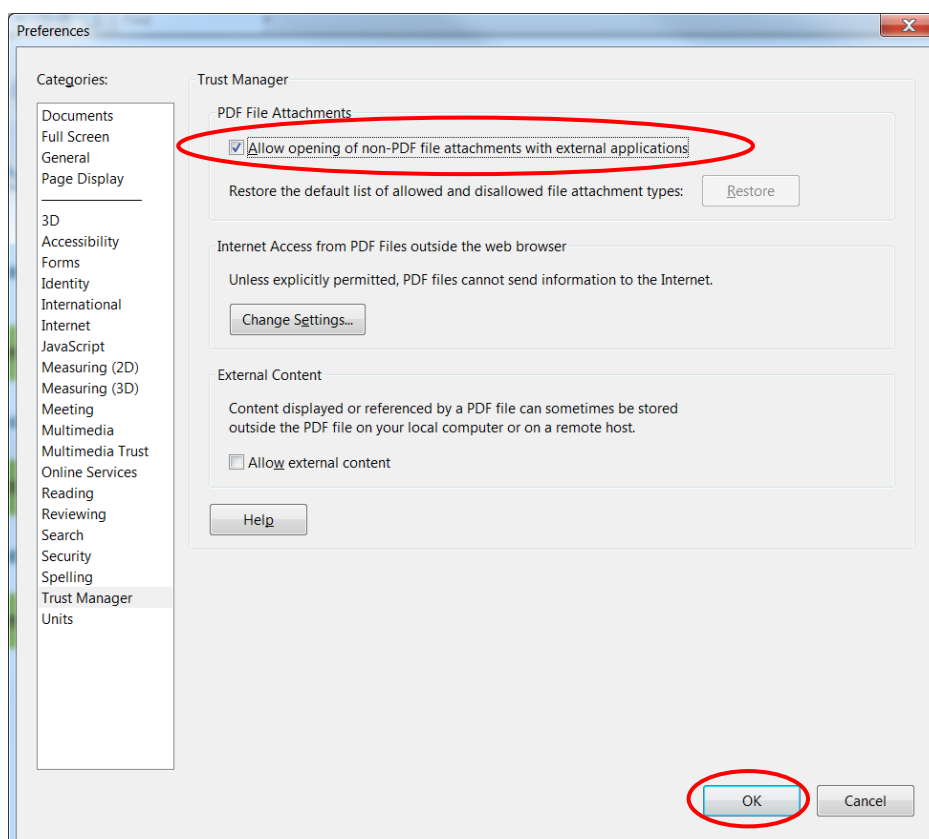 Preferences
Categories:
Documents
Full Screen
General
Page Display
3D
Accessibility
Forms
Identity
International
Internet
JavaScript
Measuring (2D)
Measuring (3D)
Meeting
Multimedia
Multimedia Trust
Online Services
Reading
Reviewing
Search
Security
Spelling
Trust Manager
Units
Trust Manager
PDF File Attachments
Allow opening of non-PDF file attachments with external applications
Restore the default list of allowed and disallowed file attachment types: Restore
Internet Access from PDF Files outside the web browser
Unless explicitly permitted, PDF files cannot send information to the Internet.
Change Settings...
External Content
Content displayed or referenced by a PDF file can sometimes be stored
outside the PDF file on your local computer or on a remote host.
Allow external content
Help
OK Cancel